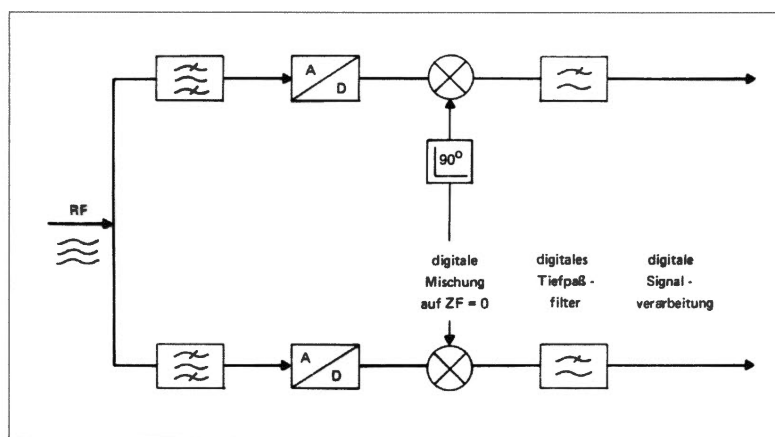 A
D
90°
RF
digitale
Mischung
auf ZF = 0
digitales
Tiefpaß -
filter
digitale
Signal -
verarbeitung
A
D